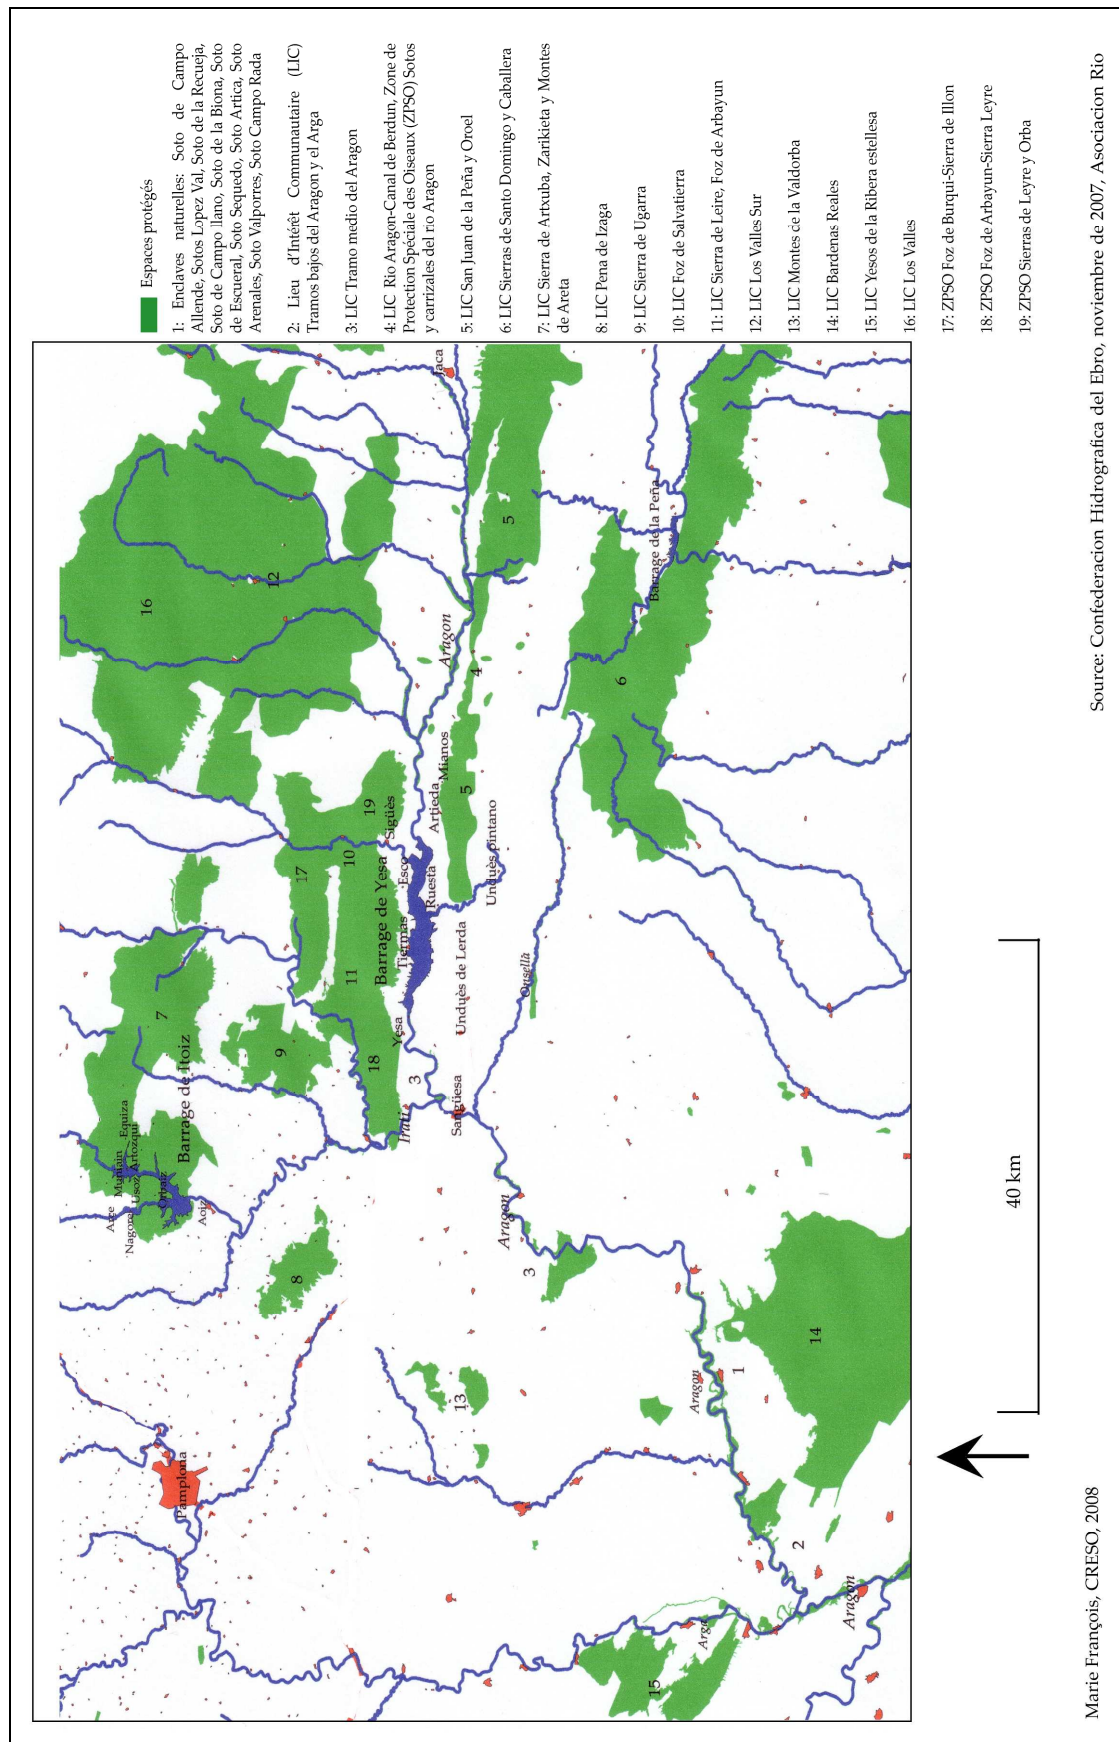 Espaces protégés
1: Enclaves naturelles: Soto de Campo
Allende, Sotos Lopez Val, Soto de la Recueja,
Soto de Campo llano, Soto de la Biona, Soto
de Escueral, Soto Sequedo, Soto Artica, Soto
Arenales, Soto Valporres, Soto Campo Rada
2: Lieu d'Intérêt Communautaire (LIC)
Tramos bajos del Aragon y el Arga
3: LIC Tramo medio del Aragon
4: LIC Rio Aragon-Canal de Berdun, Zone de
Protection Spéciale des Oiseaux (ZPSO) Sotos
y carrizales del rio Aragon
5: LIC San Juan de la Peña y Oroel
6: LIC Sierras de Santo Domingo y Caballera
7: LIC Sierra de Artxuba, Zarikieta y Montes
de Areta
8: LIC Pena de Izaga
9: LIC Sierra de Ugarra
10: LIC Foz de Salvatierra
11: LIC Sierra de Leire, Foz de Arbayun
12: LIC Los Valles Sur
13: LIC Montes de la Valdorba
14: LIC Bardenas Reales
15: LIC Yesos de la Ribera estellesa
16: LIC Los Valles
17: ZPSO Foz de Burqui-Sierra de Illon
18: ZPSO Foz de Arbayun-Sierra Leyre
19: ZPSO Sierras de Leyre y Orba
16
12
Jaca
5
Aragon
4
Barrage de la Peña
6
Mianos
5
Artieda
19
Sigüès
10
17
Esco
Ruesta
Undués pintano
Barrage de Yesa
Tiermas
11
Undués de Lerda
Onsella
Yesa
3
18
Sangüesa
Irati
7
9
Barrage de Itoiz
Equiza
Artozqui
Muniain
Usoz
Orbaiz
Arce
Nagore
Aoiz
8
Aragon
3
14
1
Aragon
13
Pamplona
2
Aragon
Arga
15
40 km
Marie François, CRESO, 2008
Source: Confederacion Hidrografica del Ebro, noviembre de 2007, Asociacion Rio